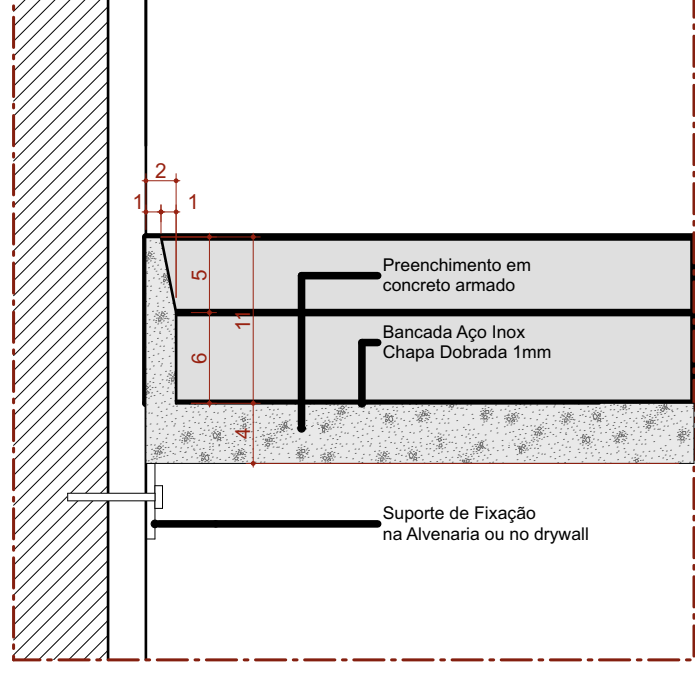 2
1
1
5
11
6
4
Preenchimento em
concreto armado
Bancada Aço Inox
Chapa Dobrada 1mm
Suporte de Fixação
na Alvenaria ou no drywall